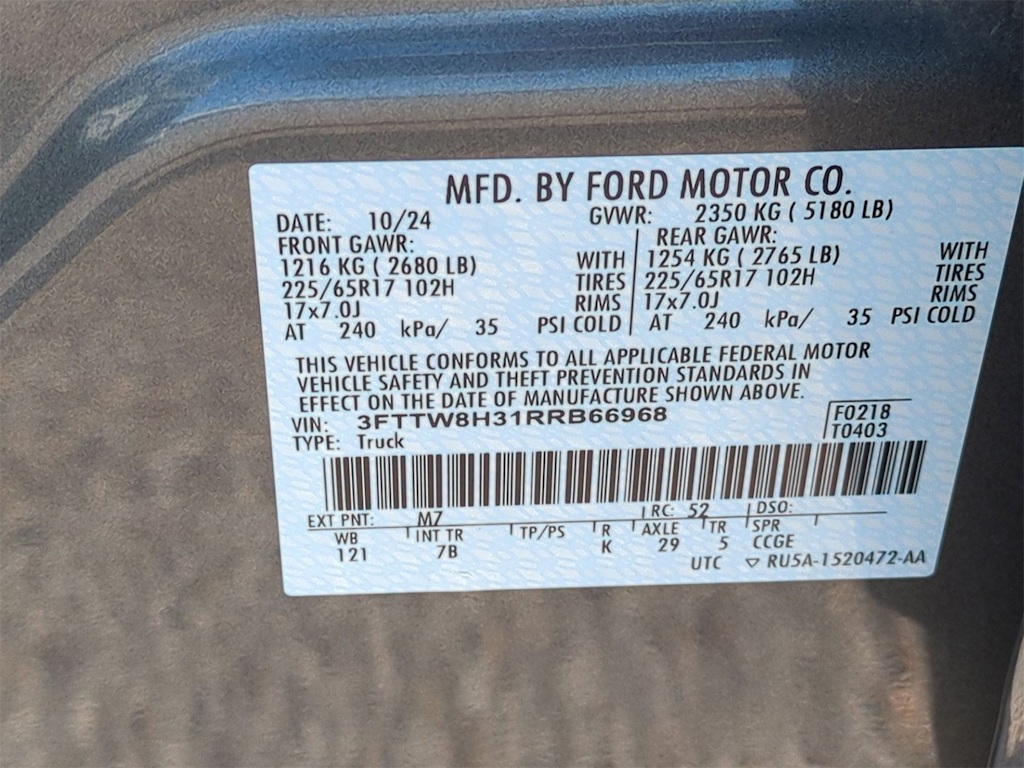 MFD. BY FORD MOTOR CO.
DATE: 10/24 GVWR: 2350 KG ( 5180 LB)
FRONT GAWR: REAR GAWR:
1216 KG ( 2680 LB) WITH 1254 KG ( 2765 LB) WITH
225/65R17 102H TIRES 225/65R17 102H TIRES
17x7.0J RIMS 17x7.0J RIMS
AT 240 kPa/ 35 PSI COLD AT 240 kPa/ 35 PSI COLD
THIS VEHICLE CONFORMS TO ALL APPLICABLE FEDERAL MOTOR
VEHICLE SAFETY AND THEFT PREVENTION STANDARDS IN
EFFECT ON THE DATE OF MANUFACTURE SHOWN ABOVE.
VIN: 3FTTW8H31RRB66968 F0218
TYPE: Truck T0403
EXT PNT: M7 RC: 52 DSO:
WB INT TR TP/PS R AXLE TR SPR
121 7B K 29 5 CCGE
UTC ▽ RU5A-1520472-AA